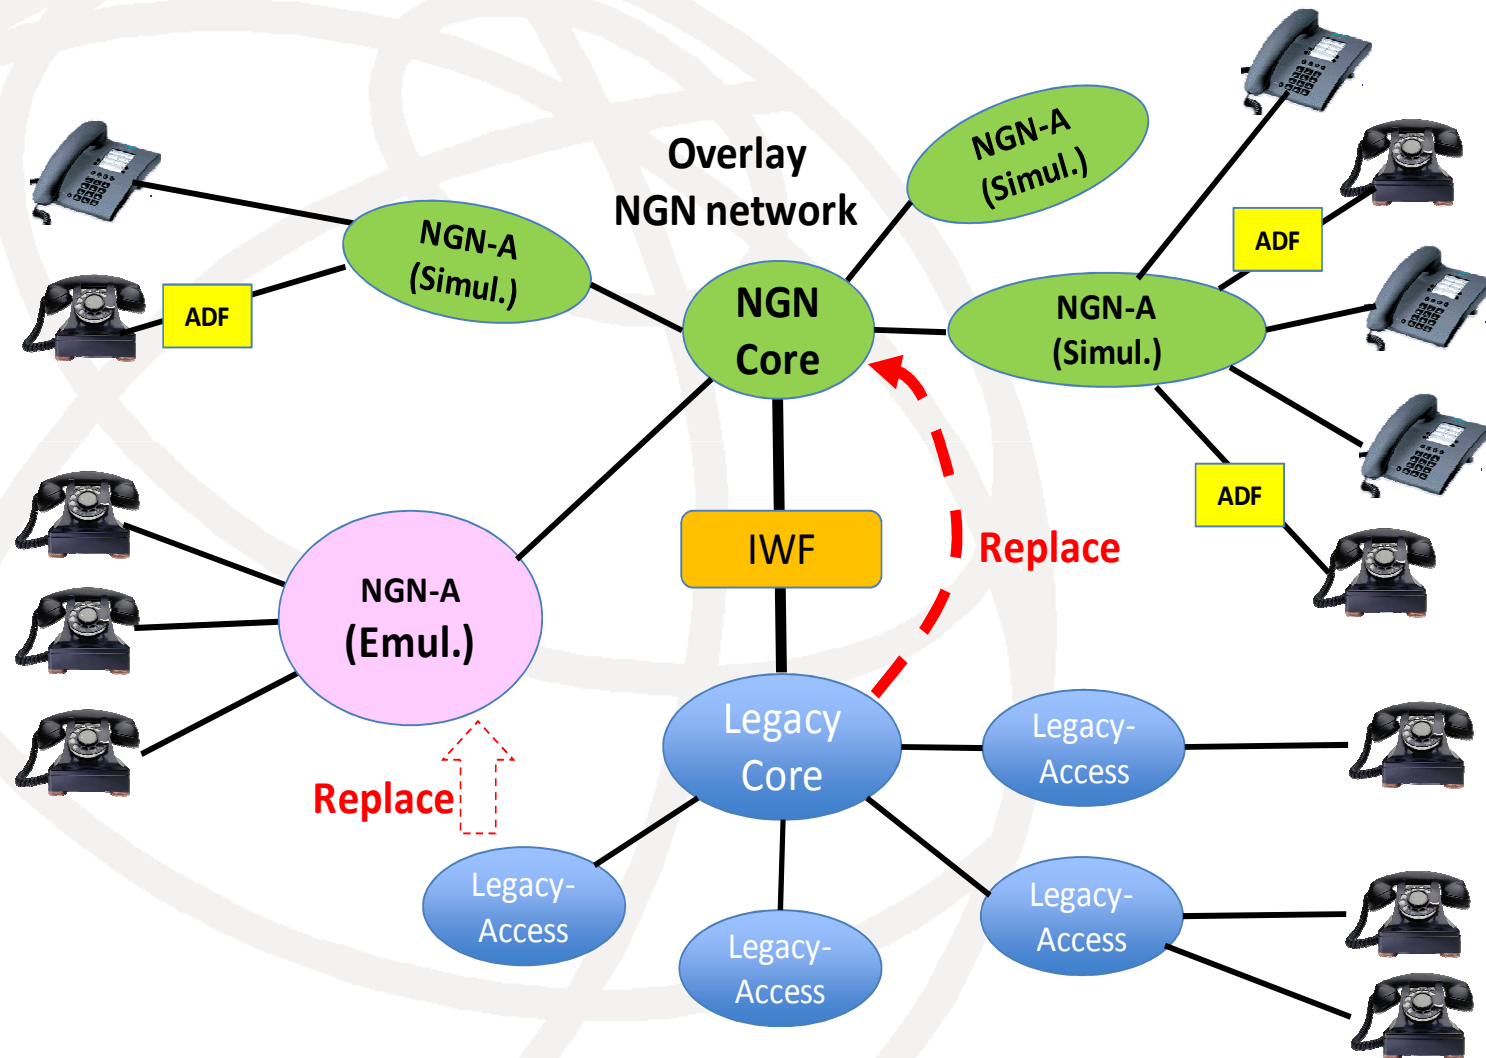 Overlay
NGN network
NGN-A
(Simul.)
NGN-A
(Simul.)
ADF
ADF
NGN
Core
NGN-A
(Simul.)
ADF
IWF
Replace
NGN-A
(Emul.)
Replace
Legacy
Core
Legacy-
Access
Legacy-
Access
Legacy-
Access
Legacy-
Access